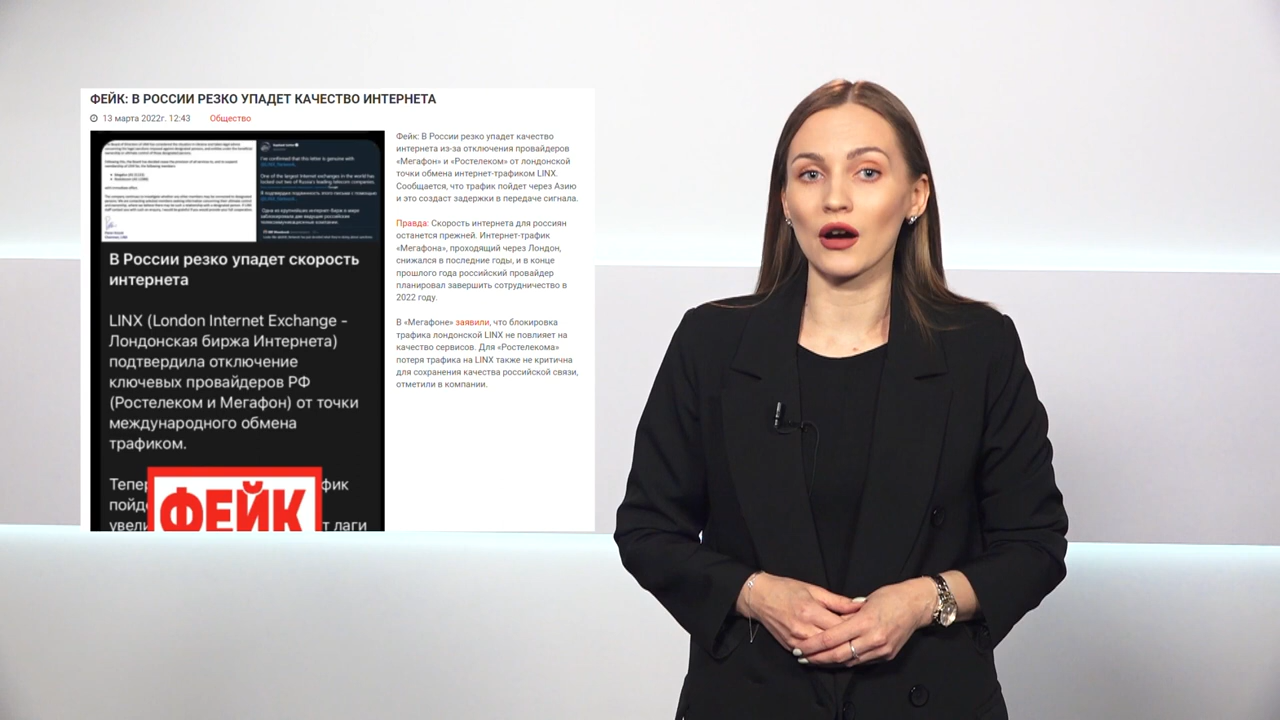 ФЕЙК: В РОССИИ РЕЗКО УПАДЕТ КАЧЕСТВО ИНТЕРНЕТА
13 марта 2022г. 12:43 Общество
В России резко упадет скорость
интернета
LINX (London Internet Exchange -
Лондонская биржа Интернета)
подтвердила отключение
ключевых провайдеров РФ
(Ростелеком и Мегафон) от точки
международного обмена
трафиком.
ФЕЙК
лаги
Фейк: В России резко упадет качество
интернета из-за отключения провайдеров
«Мегафон» и «Ростелеком» от лондонской
точки обмена интернет-трафиком LINX.
Сообщается, что трафик пойдет через Азию
и это создаст задержки в передаче сигнала.
Правда: Скорость интернета для россиян
останется прежней. Интернет-трафик
«Мегафона», проходящий через Лондон,
снижался в последние годы, и в конце
прошлого года российский провайдер
планировал завершить сотрудничество в
2022 году.
В «Мегафоне» заявили, что блокировка
трафика лондонской LINX не повлияет на
качество сервисов. Для «Ростелекома»
потеря трафика на LINX также не критична
для сохранения качества российской связи,
отметили в компании.